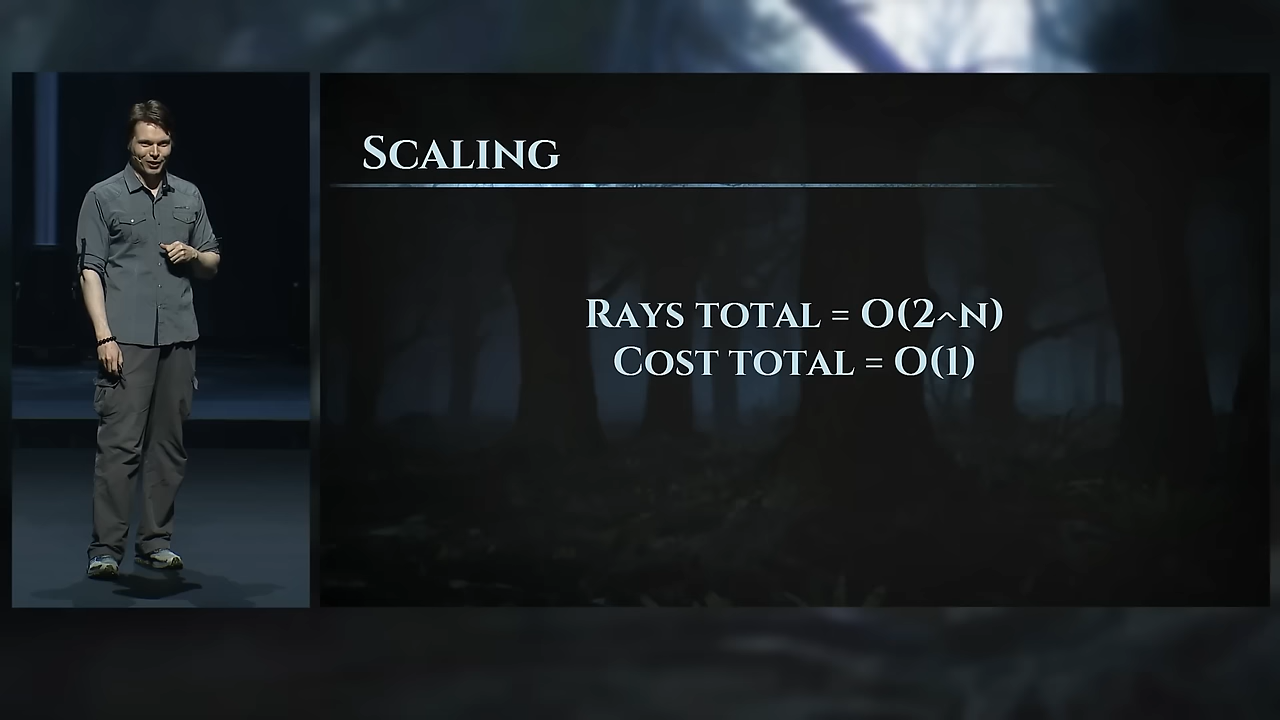 Scaling
Rays total = O(2^n)
Cost total = O(1)